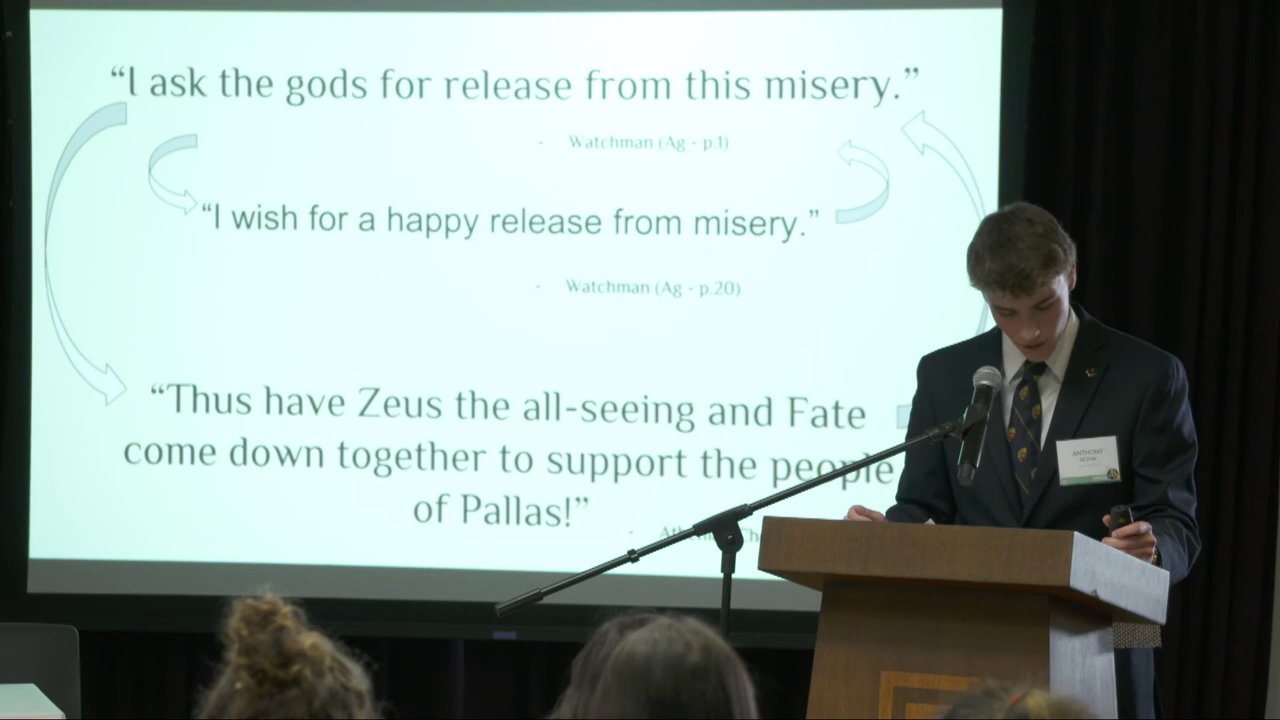 “I ask the gods for release from this misery.”
- Watchman (Ag - p.1)
“I wish for a happy release from misery.”
- Watchman (Ag - p.20)
“Thus have Zeus the all-seeing and Fate
come down together to support the people
of Pallas!”
-
ANTHONY